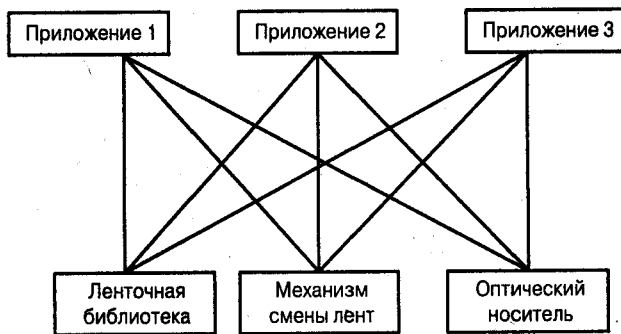 Приложение 1
Приложение 2
Приложение 3
Ленточная
библиотека
Механизм
смены лент
Оптический
носитель